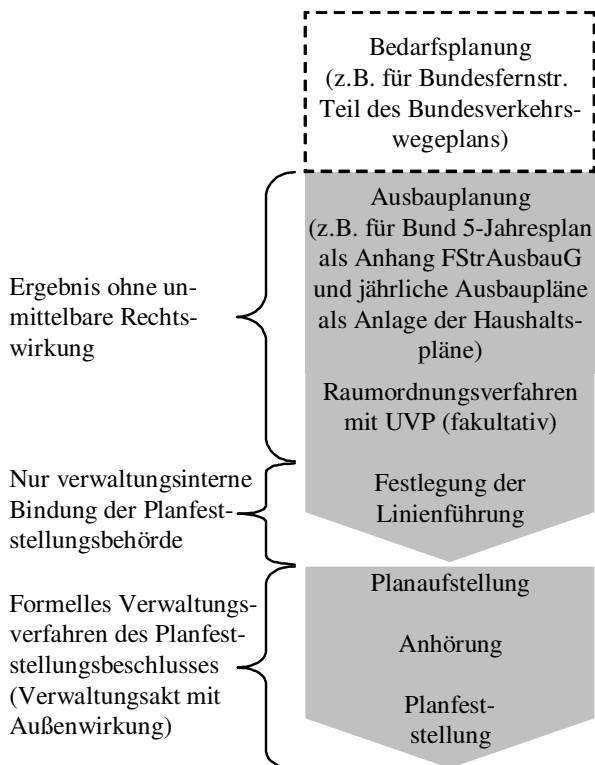 Bedarfsplanung
(z.B. für Bundesfernstr.
Teil des Bundesverkehrs-
wegeplans)
Ausbauplanung
(z.B. für Bund 5-Jahresplan
als Anhang FStrAusbauG
und jährliche Ausbaupläne
als Anlage der Haushalts-
pläne)
Raumordnungsverfahren
mit UVP (fakultativ)
Ergebnis ohne un-
mittelbare Rechts-
wirkung
Festlegung der
Linienführung
Nur verwaltungsinterne
Bindung der Planfest-
stellungsbehörde
Planaufstellung
Anhörung
Planfest-
stellung
Formelles Verwaltungs-
verfahren des Planfest-
stellungsbeschlusses
(Verwaltungsakt mit
Außenwirkung)